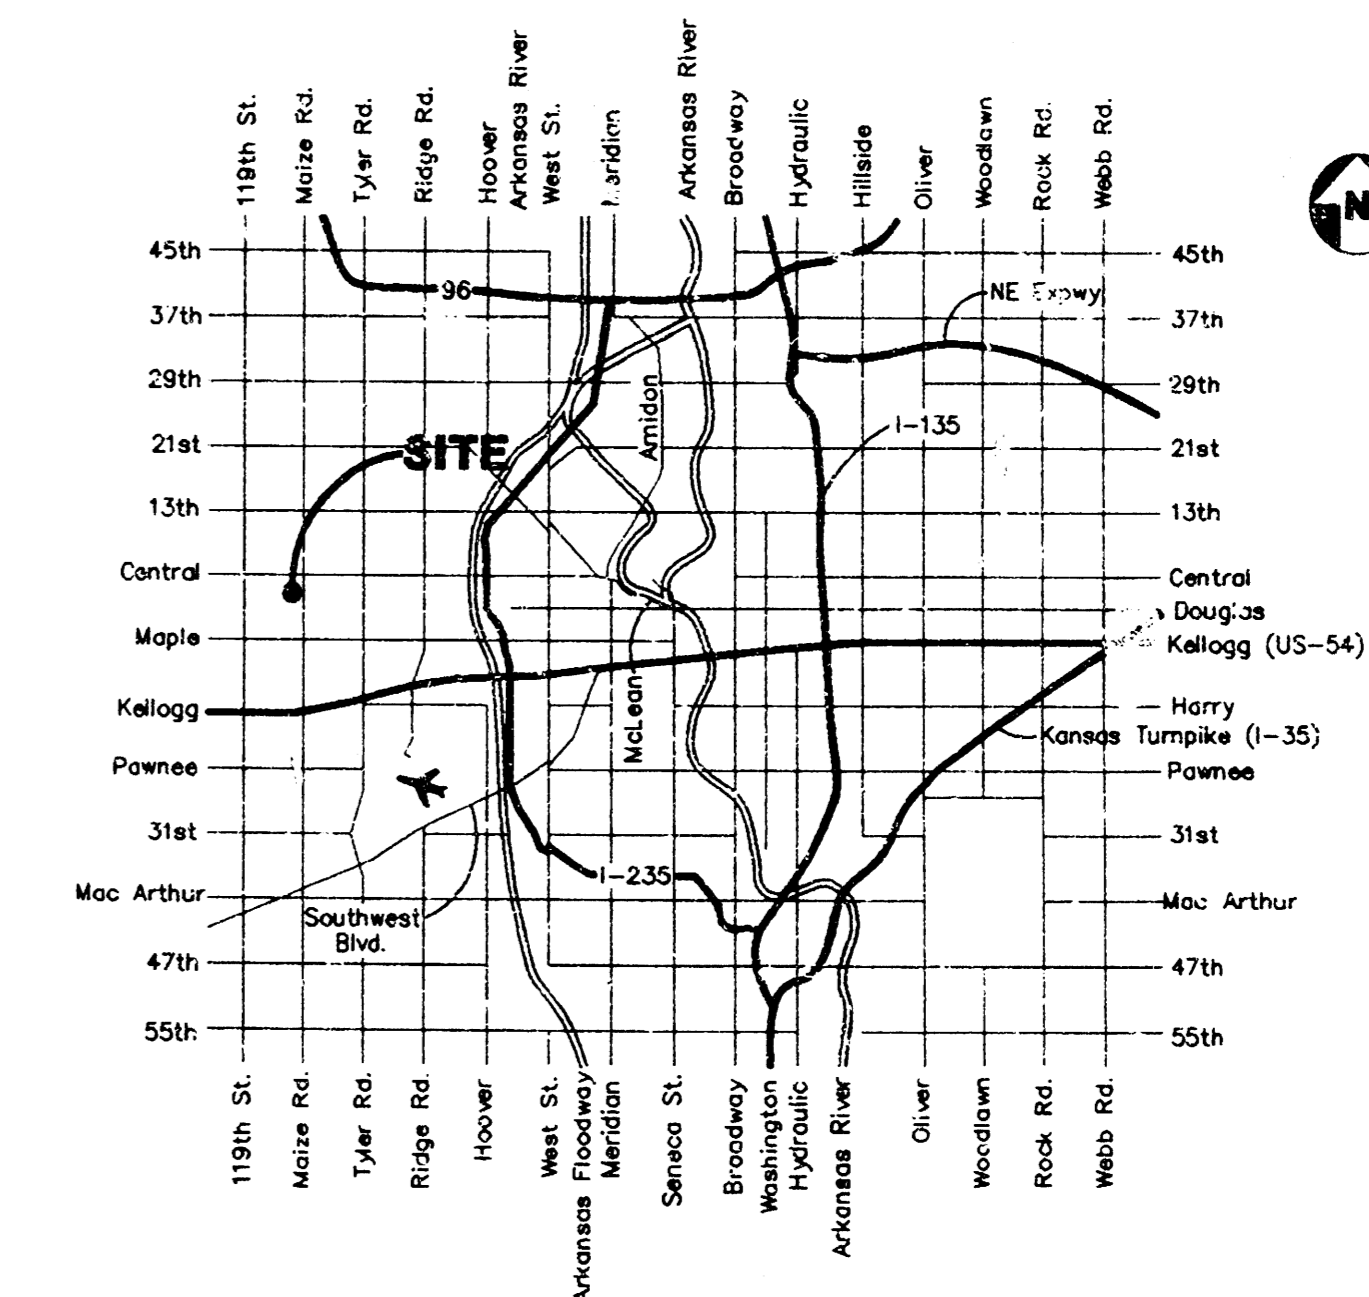 119th St.
Maize Rd.
Tyler Rd.
Ridge Rd.
Hoover
Arkansas River
West St.
Meridian
Arkansas River
Broadway
Hydraulic
Hillside
Oliver
Woodlawn
Rock Rd.
Webb Rd.
N
45th
45th
96
NE Expwy
37th
37th
29th
29th
Amidon
I-135
21st
SITE
21st
13th
13th
Central
Central
Douglas
Maple
Kellogg (US-54)
McLean
Kellogg
Harry
Kansas Turnpike (I-35)
Pawnee
Pawnee
31st
31st
I-235
Mac Arthur
Mac Arthur
Southwest
Blvd.
47th
47th
55th
55th
119th St.
Maize Rd.
Tyler Rd.
Ridge Rd.
Hoover
West St.
Arkansas Floodway
Meridian
Seneca St.
Broadway
Washington
Hydraulic
Arkansas River
Oliver
Woodlawn
Rock Rd.
Webb Rd.